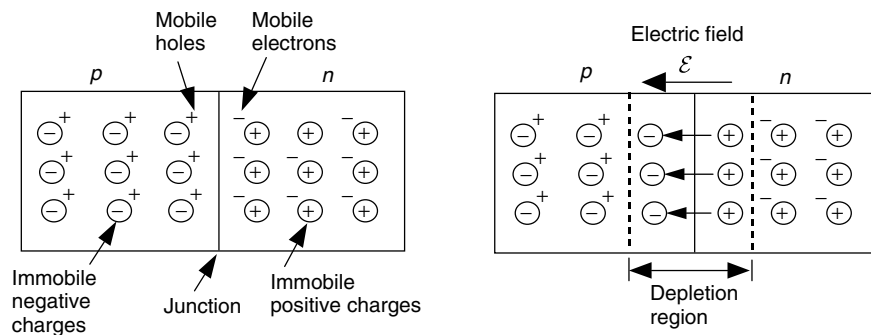 Mobile
holes
Mobile
electrons
p
n
Immobile
negative
charges
Junction
Immobile
positive charges
Electric field
ℰ
p
n
Depletion
region